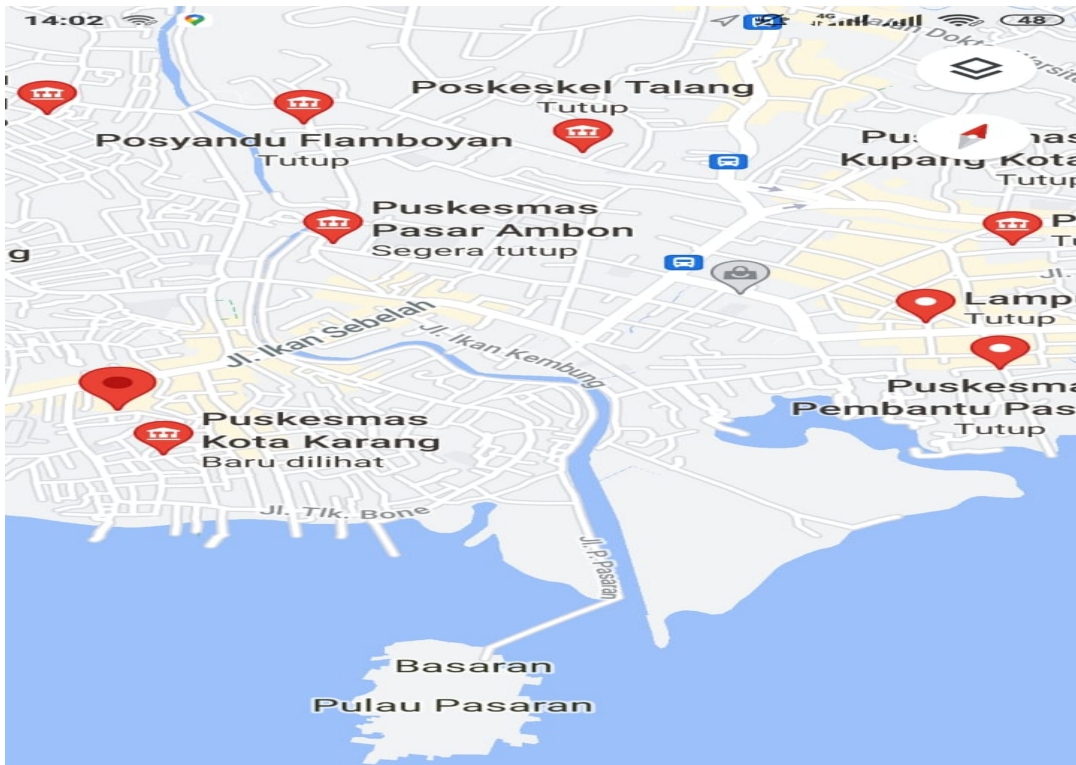 14:02
4G
48
Poskeskel Talang
Tutup
Posyandu Flamboyan
Tutup
Kupang Kota
Tutup
Puskesmas
Pasar Ambon
Segera tutup
Jl. Ikan Sebelah
Jl. Ikan Kembung
Tutup
Pembantu Pas
Tutup
Puskesmas
Kota Karang
Baru dilihat
Jl. Tlk. Bone
Jl. P. Pasaran
Basaran
Pulau Pasaran